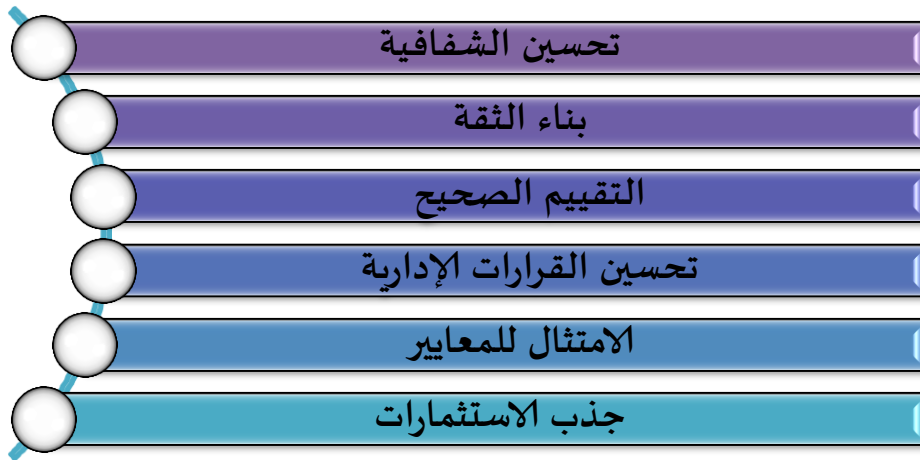 تحسين الشفافية
بناء الثقة
التقييم الصحيح
تحسين القرارات الإدارية
الامتثال للمعايير
جذب الاستثمارات